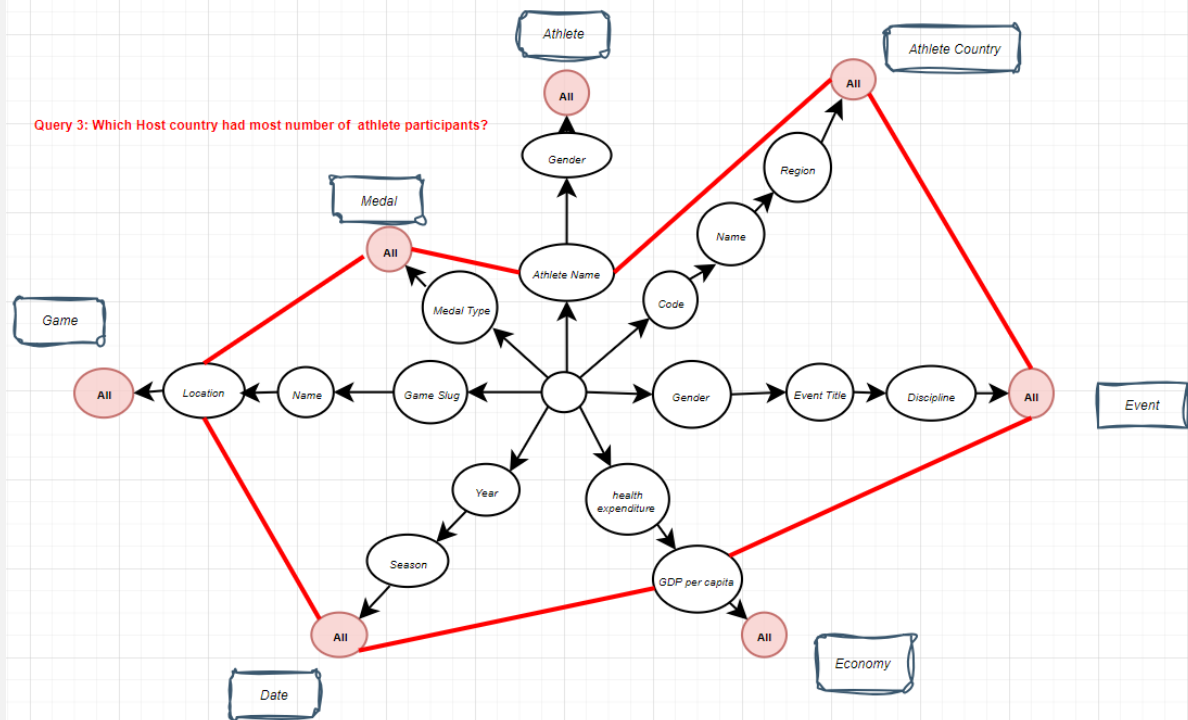 Athlete
Athlete Country
All
All
Query 3: Which Host country had most number of athlete participants?
Gender
Region
Medal
Name
All
Athlete Name
Code
Medal Type
Game
All
Location
Name
Game Slug
Gender
Event Title
Discipline
All
Event
Year
health
expenditure
Season
GDP per capita
All
All
Economy
Date